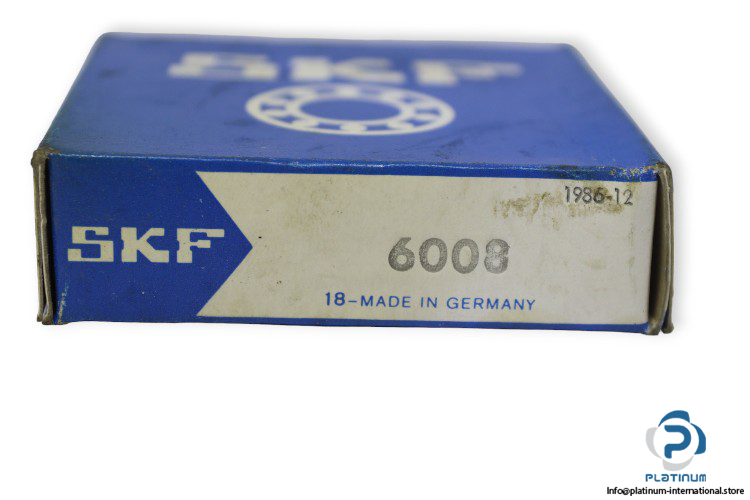 SKF
1986-12
SKF
6008
18-MADE IN GERMANY
PLATINUM
Info@platinum-international.store